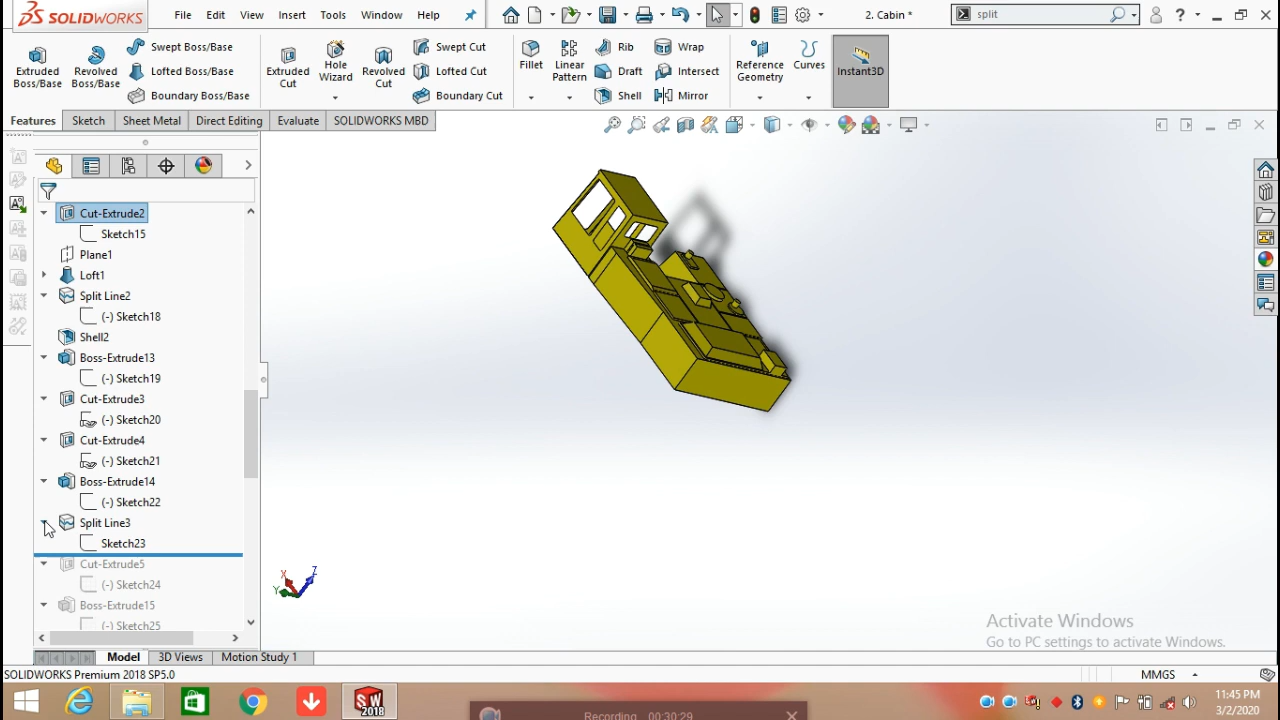 SOLIDWORKS
File
Edit
View
Insert
Tools
Window
Help
2. Cabin *
split
?
Extruded Boss/Base
Revolved Boss/Base
Swept Boss/Base
Lofted Boss/Base
Boundary Boss/Base
Extruded Cut
Hole Wizard
Revolved Cut
Swept Cut
Lofted Cut
Boundary Cut
Fillet
Linear Pattern
Rib
Draft
Shell
Wrap
Intersect
Mirror
Reference Geometry
Curves
Instant3D
Features
Sketch
Sheet Metal
Direct Editing
Evaluate
SOLIDWORKS MBD
Cut-Extrude2
Sketch15
Plane1
Loft1
Split Line2
(-) Sketch18
Shell2
Boss-Extrude13
(-) Sketch19
Cut-Extrude3
(-) Sketch20
Cut-Extrude4
(-) Sketch21
Boss-Extrude14
(-) Sketch22
Split Line3
Sketch23
Cut-Extrude5
(-) Sketch24
Boss-Extrude15
(-) Sketch25
X
Y
Z
Activate Windows
Go to PC settings to activate Windows.
Model
3D Views
Motion Study 1
SOLIDWORKS Premium 2018 SP5.0
MMGS
SW
2018
Recording 00:30:29
11:45 PM
3/2/2020